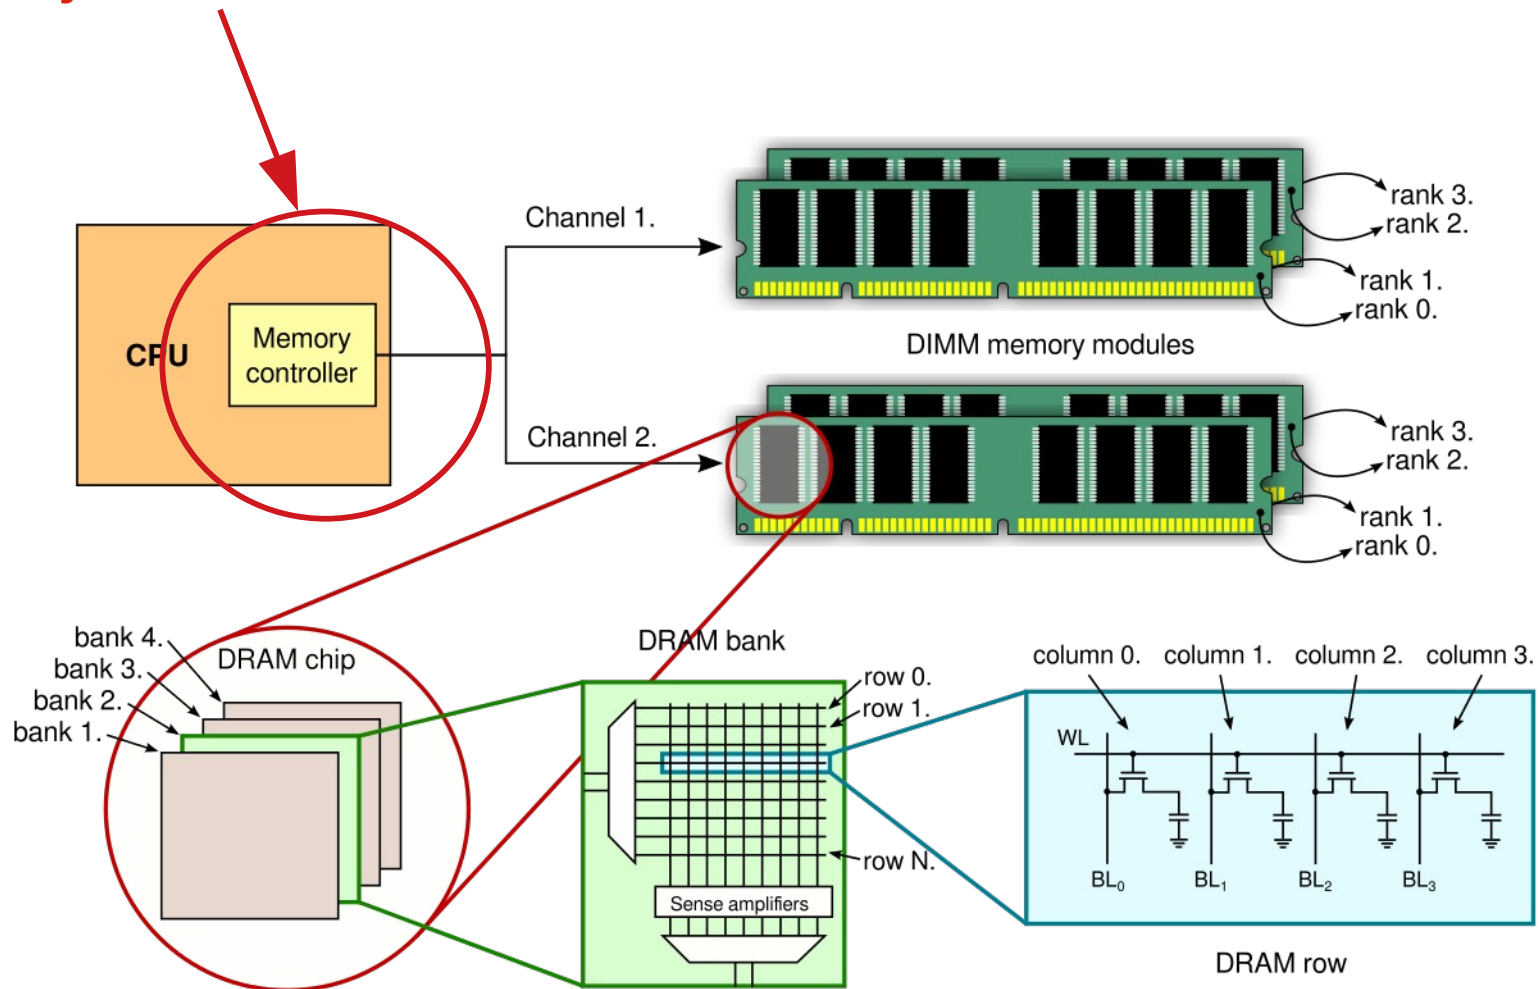 Channel 1.
rank 3.
rank 2.
rank 1.
rank 0.
DIMM memory modules
CPU
Memory
controller
Channel 2.
rank 3.
rank 2.
rank 1.
rank 0.
bank 4.
bank 3.
bank 2.
bank 1.
DRAM chip
DRAM bank
row 0.
row 1.
row N.
Sense amplifiers
column 0. column 1. column 2. column 3.
WL
BL₀ BL₁ BL₂ BL₃
DRAM row